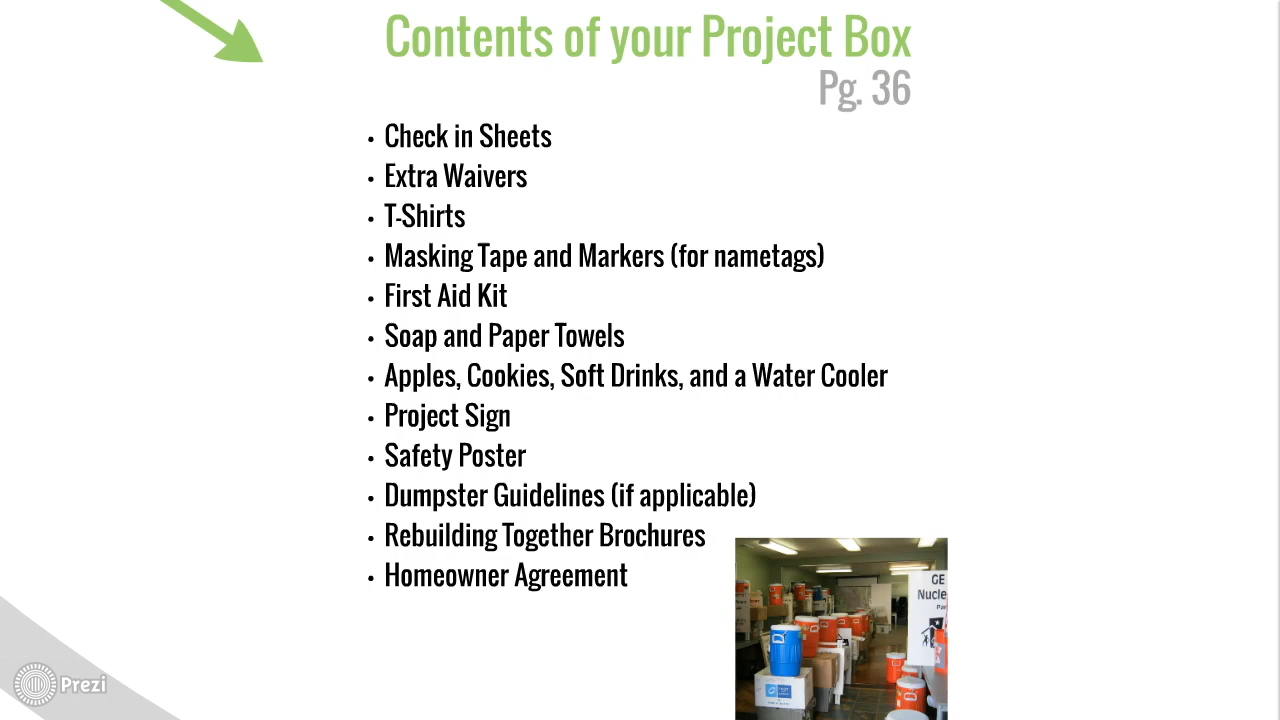 Contents of your Project Box
Pg. 36
• Check in Sheets
• Extra Waivers
• T-Shirts
• Masking Tape and Markers (for nametags)
• First Aid Kit
• Soap and Paper Towels
• Apples, Cookies, Soft Drinks, and a Water Cooler
• Project Sign
• Safety Poster
• Dumpster Guidelines (if applicable)
• Rebuilding Together Brochures
• Homeowner Agreement
GE
Nucle
Prezi